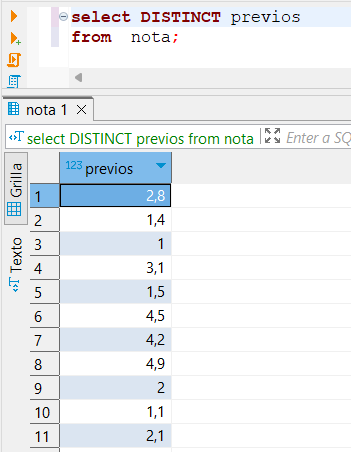 select DISTINCT previos
from  nota;
nota 1
select DISTINCT previos from nota
Enter a SQ
Grilla
Texto
123 previos
1 2,8
2 1,4
3 1
4 3,1
5 1,5
6 4,5
7 4,2
8 4,9
9 2
10 1,1
11 2,1